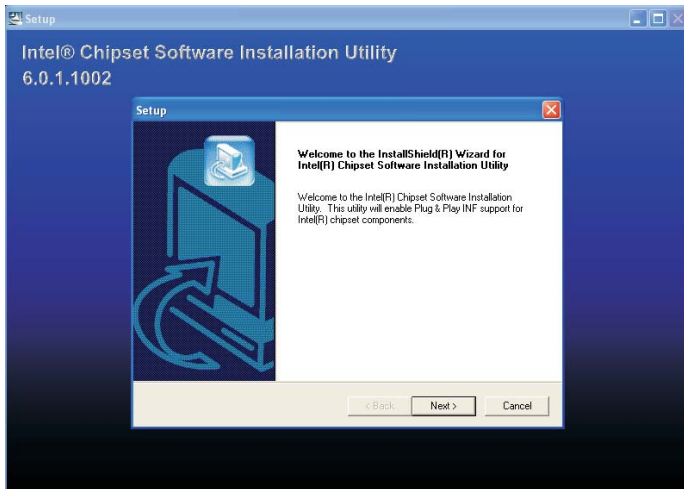 Setup
Intel® Chipset Software Installation Utility
6.0.1.1002
Setup
Welcome to the InstallShield(R) Wizard for
Intel(R) Chipset Software Installation Utility
Welcome to the Intel(R) Chipset Software Installation
Utility. This utility will enable Plug & Play INF support for
Intel(R) chipset components.
< Back
Next >
Cancel